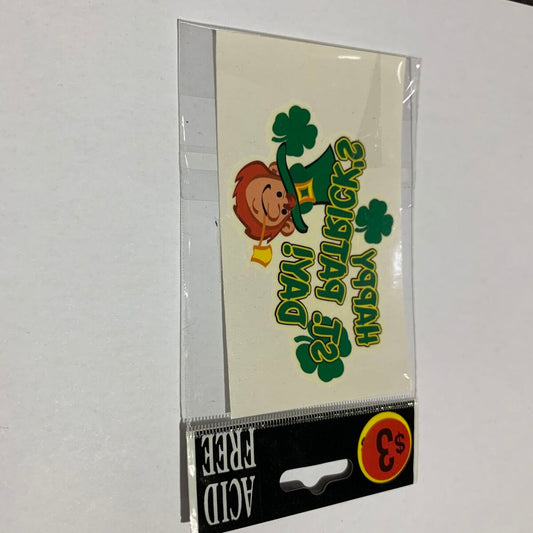 HAPPY
ST. PATRICK'S
DAY!
$3
ACID
FREE